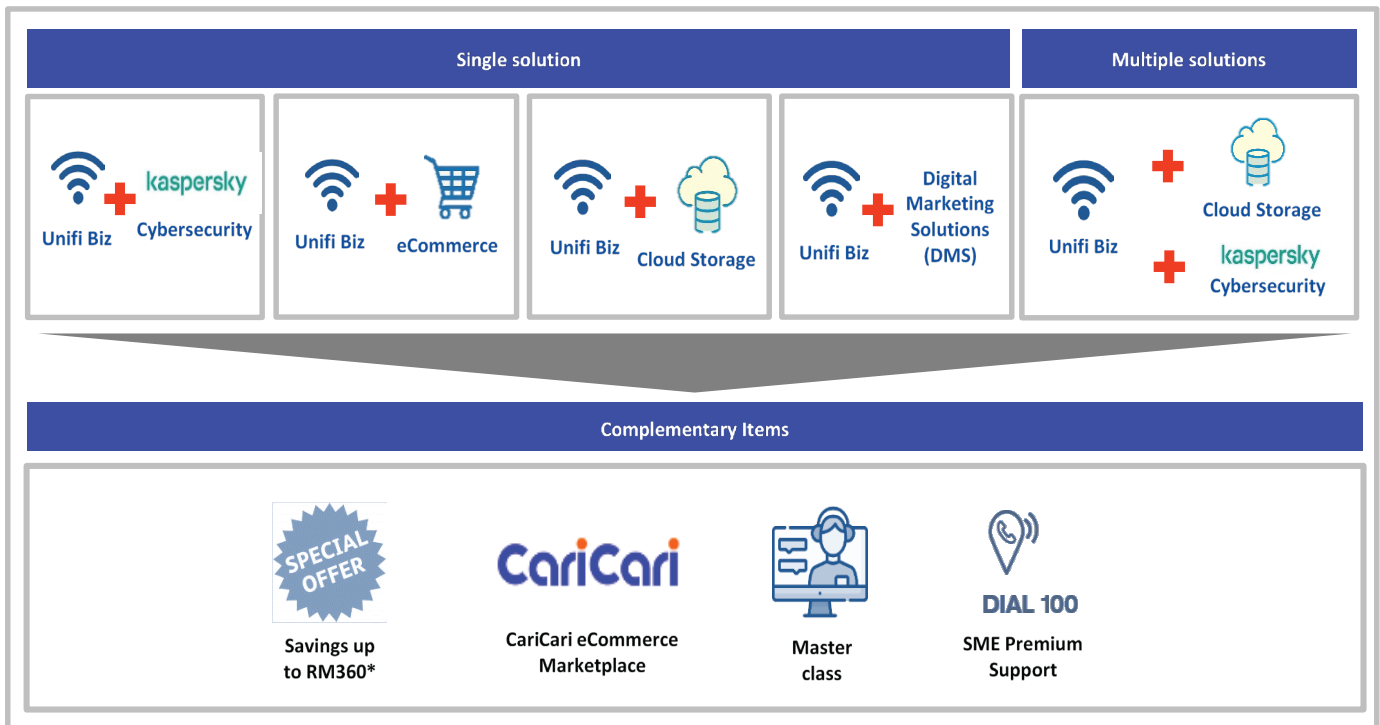 Single solution
Multiple solutions
kaspersky
Cybersecurity
Unifi Biz
Unifi Biz
eCommerce
Unifi Biz
Cloud Storage
Unifi Biz
Digital
Marketing
Solutions
(DMS)
Unifi Biz
Cloud Storage
kaspersky
Cybersecurity
Complementary Items
SPECIAL
OFFER
Savings up
to RM360*
CariCari
CariCari eCommerce
Marketplace
Master
class
DIAL 100
SME Premium
Support